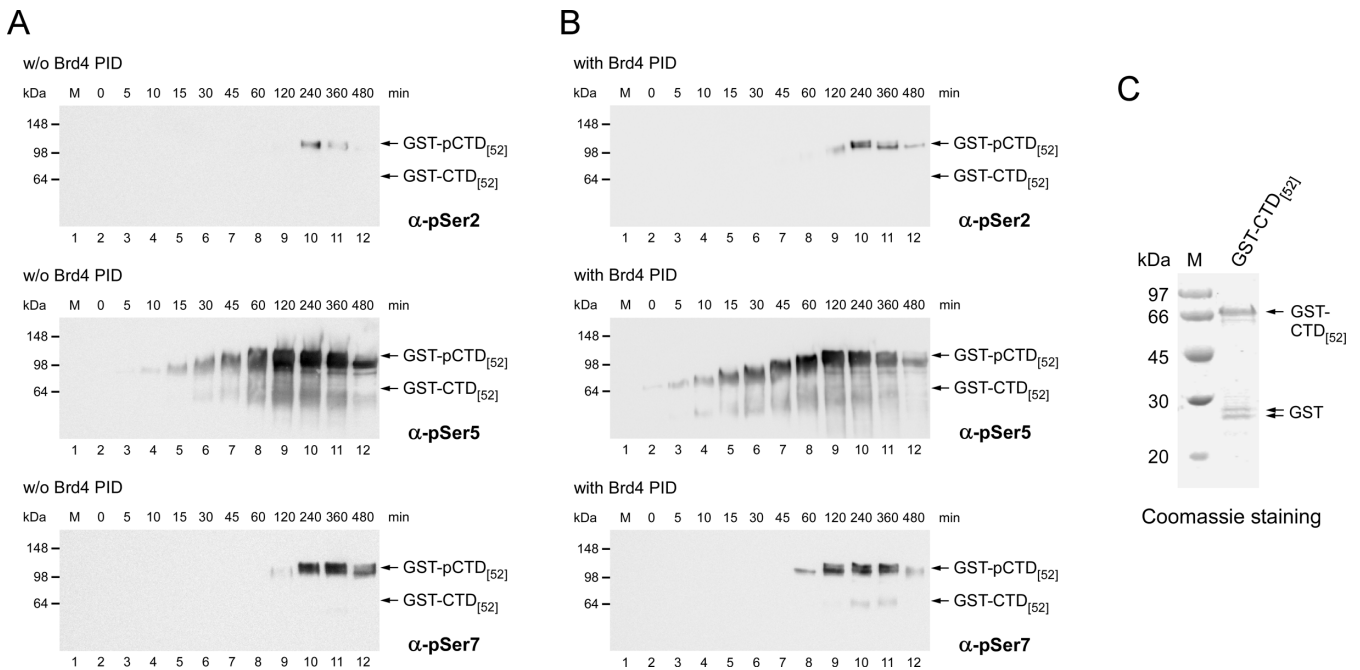 A
w/o Brd4 PID
kDa M 0 5 10 15 30 45 60 120 240 360 480 min
148
98
64
GST-pCTD[52]
GST-CTD[52]
α-pSer2
1 2 3 4 5 6 7 8 9 10 11 12
w/o Brd4 PID
kDa M 0 5 10 15 30 45 60 120 240 360 480 min
148
98
64
GST-pCTD[52]
GST-CTD[52]
α-pSer5
1 2 3 4 5 6 7 8 9 10 11 12
w/o Brd4 PID
kDa M 0 5 10 15 30 45 60 120 240 360 480 min
148
98
64
GST-pCTD[52]
GST-CTD[52]
α-pSer7
1 2 3 4 5 6 7 8 9 10 11 12
B
with Brd4 PID
kDa M 0 5 10 15 30 45 60 120 240 360 480 min
148
98
64
GST-pCTD[52]
GST-CTD[52]
α-pSer2
1 2 3 4 5 6 7 8 9 10 11 12
with Brd4 PID
kDa M 0 5 10 15 30 45 60 120 240 360 480 min
148
98
64
GST-pCTD[52]
GST-CTD[52]
α-pSer5
1 2 3 4 5 6 7 8 9 10 11 12
with Brd4 PID
kDa M 0 5 10 15 30 45 60 120 240 360 480 min
148
98
64
GST-pCTD[52]
GST-CTD[52]
α-pSer7
1 2 3 4 5 6 7 8 9 10 11 12
C
kDa M GST-CTD[52]
97
66
45
30
20
GST-
CTD[52]
GST
Coomassie staining